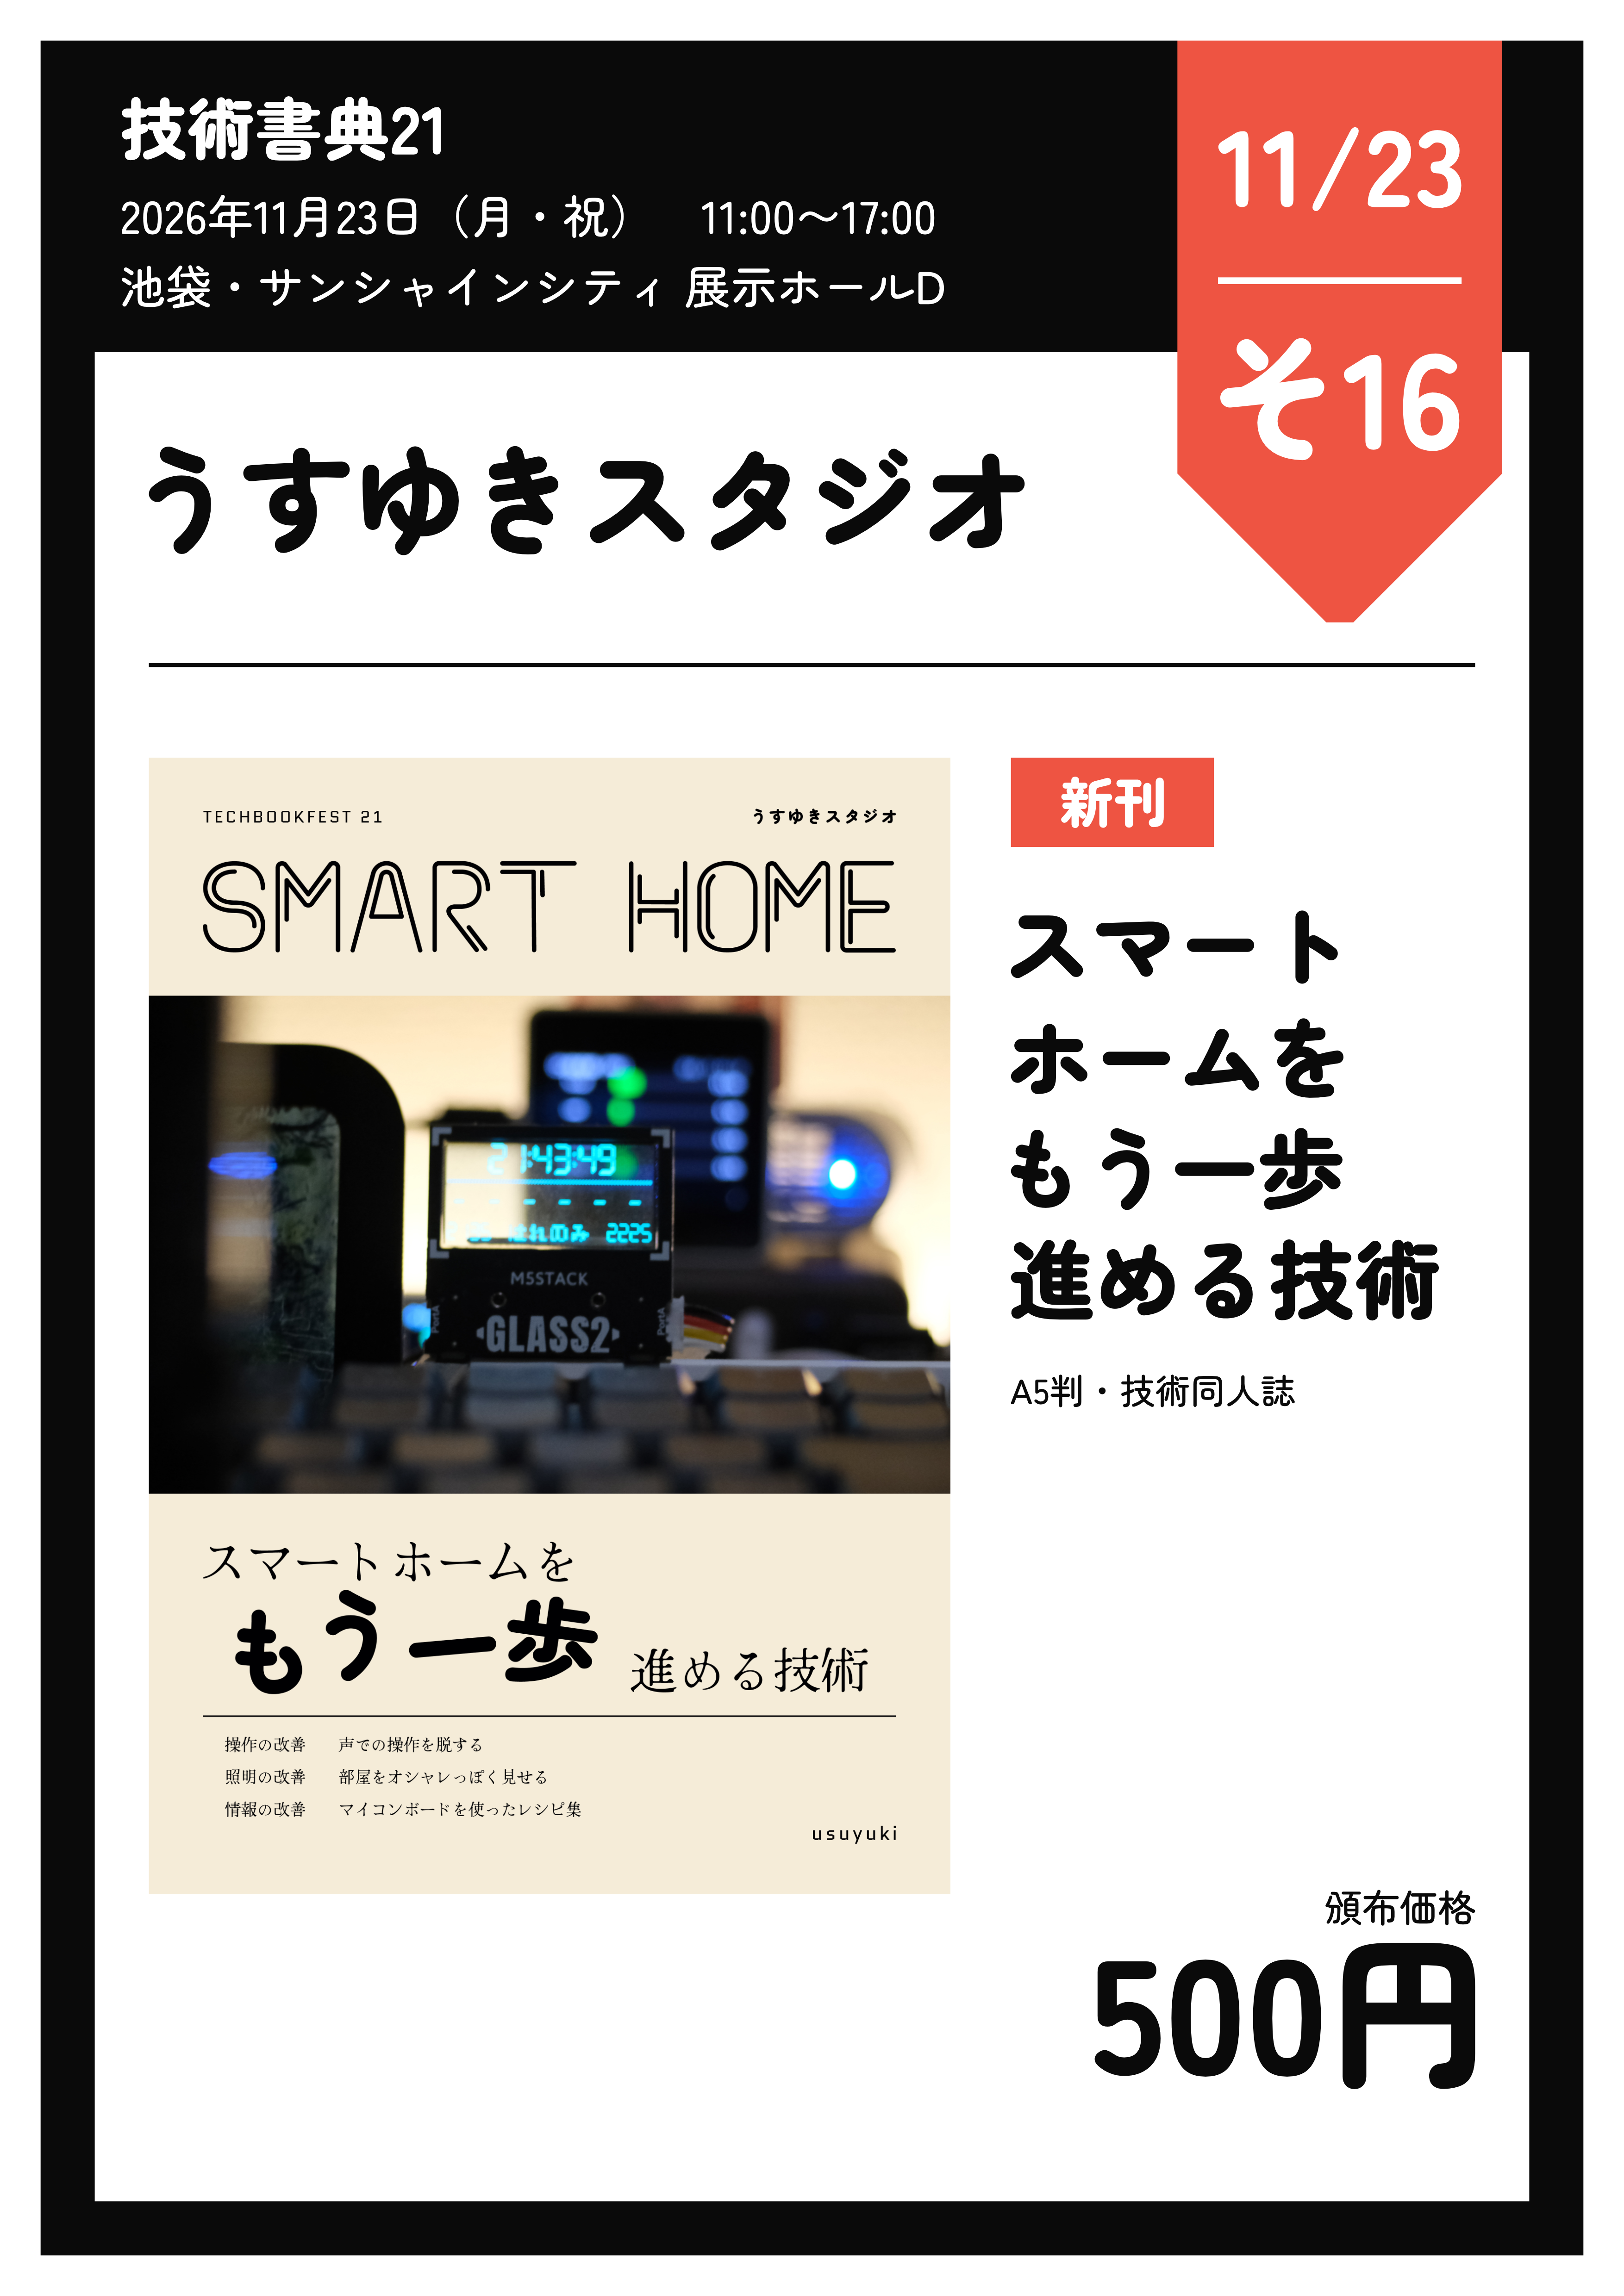 技術書典21
2026年11月23日（月・祝）　11:00〜17:00
池袋・サンシャインシティ 展示ホールD
11/23
そ16
うすゆきスタジオ
TECHBOOKFEST 21
うすゆきスタジオ
SMART HOME
21:43:49
2225
M5STACK
GLASS2
PortA
PortA
スマートホームを
もう一歩 進める技術
操作の改善　声での操作を脱する
照明の改善　部屋をオシャレっぽく見せる
情報の改善　マイコンボードを使ったレシピ集
usuyuki
新刊
スマート
ホームを
もう一歩
進める技術
A5判・技術同人誌
頒布価格
500円